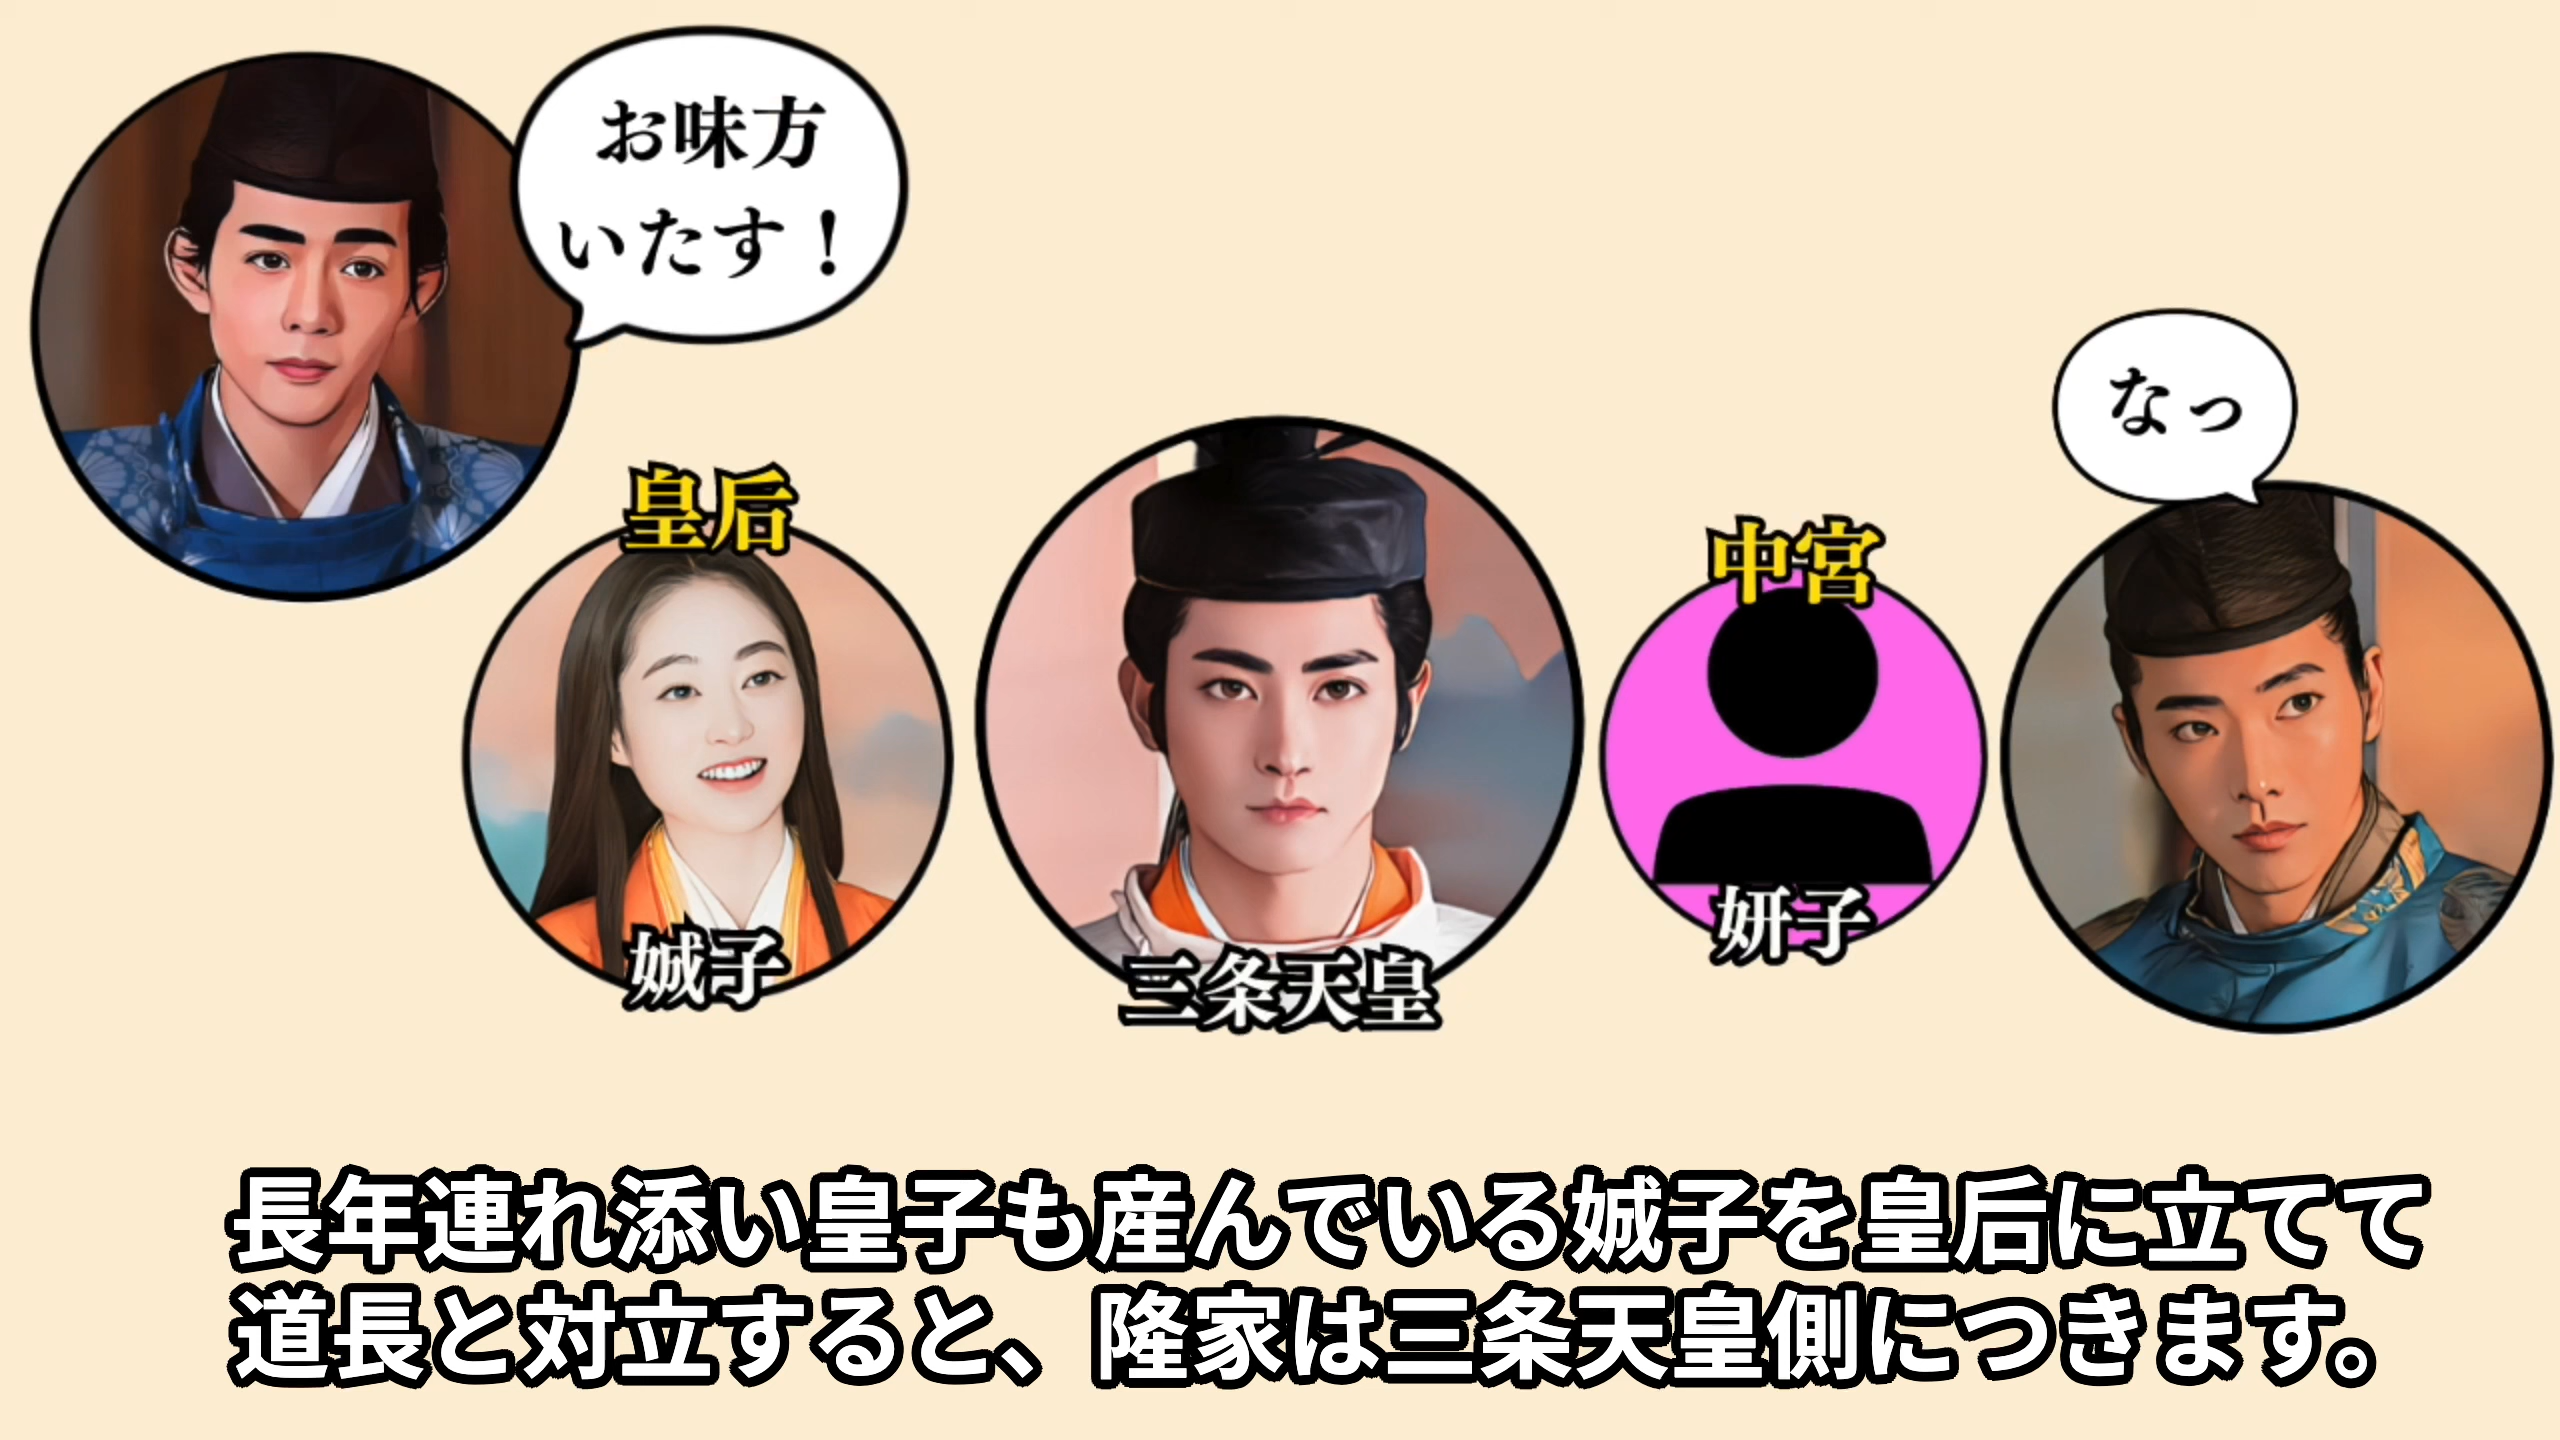 お味方
いたす！
なっ
皇后
中宮
娍子
三条天皇
妍子
長年連れ添い皇子も産んでいる娍子を皇后に立てて
道長と対立すると、隆家は三条天皇側につきます。